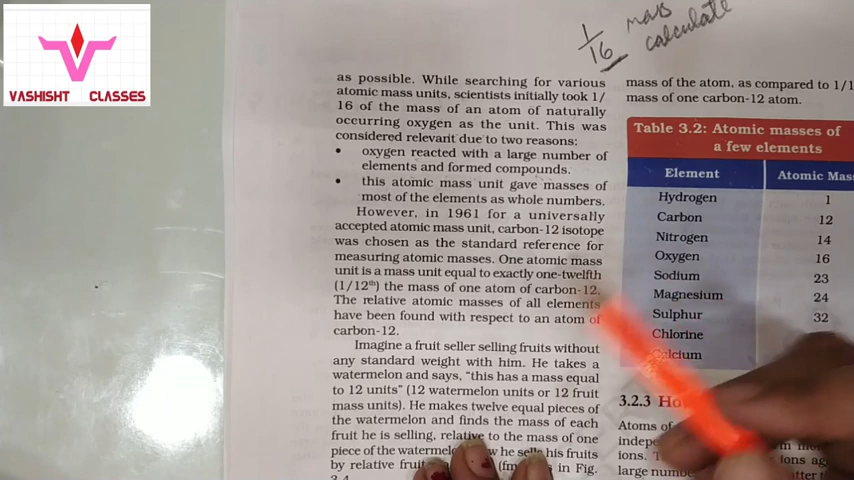 VASHISHT CLASSES
1/16 mass
calculate
as possible. While searching for various
atomic mass units, scientists initially took 1/
16 of the mass of an atom of naturally
occurring oxygen as the unit. This was
considered relevant due to two reasons:
• oxygen reacted with a large number of
elements and formed compounds.
• this atomic mass unit gave masses of
most of the elements as whole numbers.
However, in 1961 for a universally
accepted atomic mass unit, carbon-12 isotope
was chosen as the standard reference for
measuring atomic masses. One atomic mass
unit is a mass unit equal to exactly one-twelfth
(1/12th) the mass of one atom of carbon-12.
The relative atomic masses of all elements
have been found with respect to an atom of
carbon-12.
Imagine a fruit seller selling fruits without
any standard weight with him. He takes a
watermelon and says, "this has a mass equal
to 12 units" (12 watermelon units or 12 fruit
mass units). He makes twelve equal pieces of
the watermelon and finds the mass of each
fruit he is selling, relative to the mass of one
piece of the he sells his fruits
by relative in Fig.
3.4
mass of the atom, as compared to
mass of one carbon-12 atom.
Table 3.2: Atomic masses of
a few elements
Element Atomic
Hydrogen 1
Carbon 12
Nitrogen 14
Oxygen 16
Sodium 23
Magnesium 24
Sulphur 32
Chlorine
Calcium
3.2.3
Atoms of
ions.
large